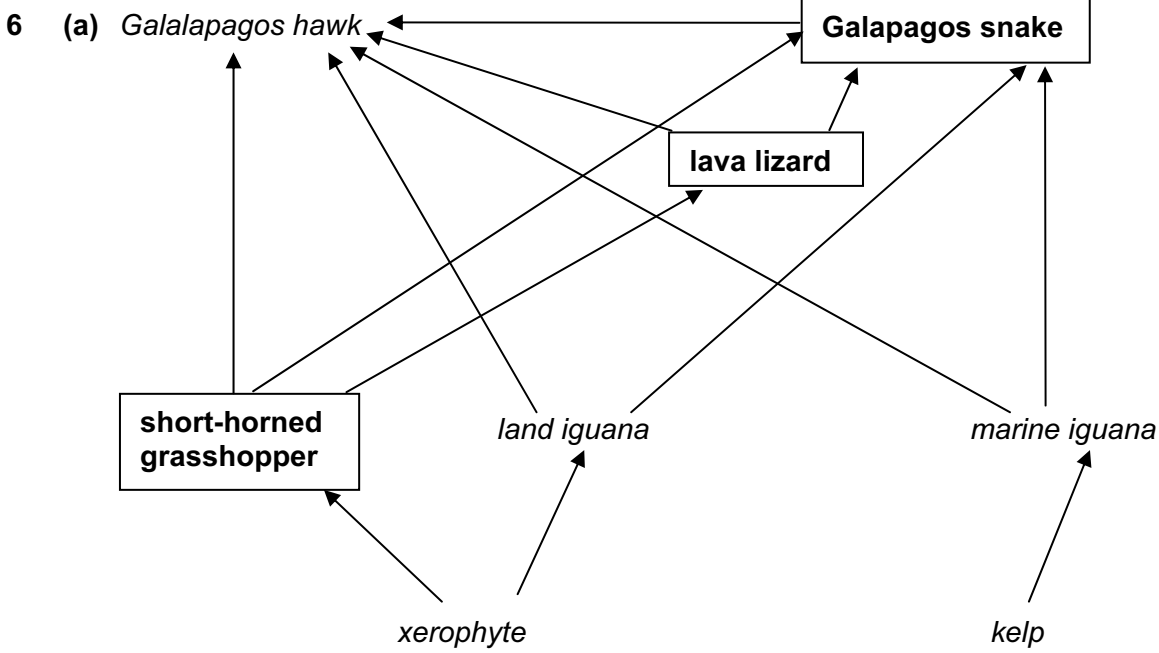 6 (a) Galalapagos hawk
Galapagos snake
lava lizard
short-horned
grasshopper
land iguana
marine iguana
xerophyte
kelp